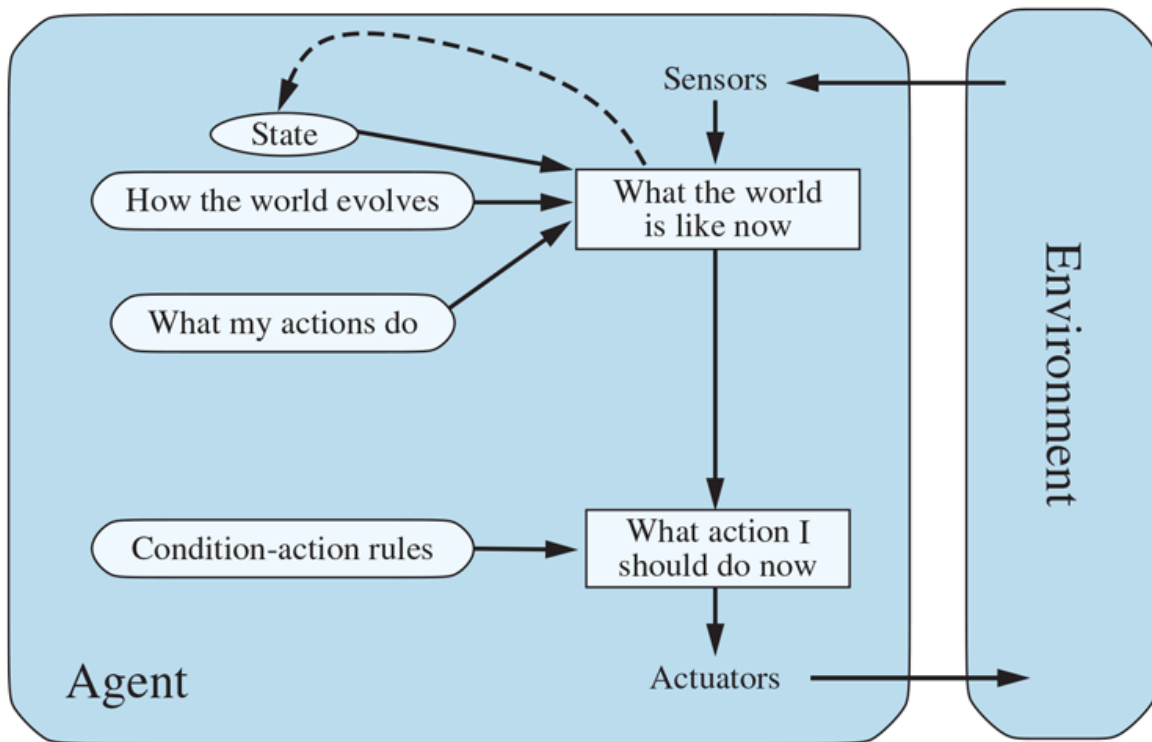 Sensors
State
How the world evolves
What the world
is like now
What my actions do
Environment
Condition-action rules
What action I
should do now
Agent
Actuators